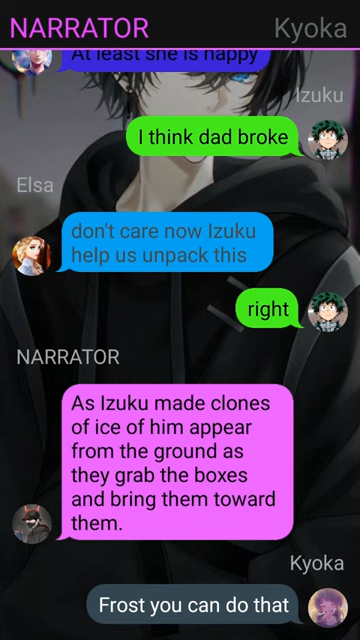 NARRATOR
Kyoka
At least she is happy
Izuku
I think dad broke
Elsa
don't care now Izuku
help us unpack this
right
NARRATOR
As Izuku made clones
of ice of him appear
from the ground as
they grab the boxes
and bring them toward
them.
Kyoka
Frost you can do that